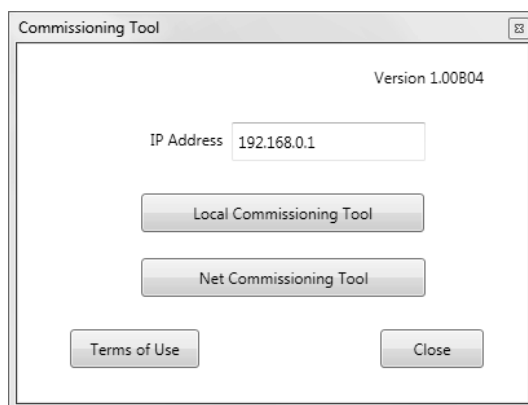 Commissioning Tool
Version 1.00B04
IP Address 192.168.0.1
Local Commissioning Tool
Net Commissioning Tool
Terms of Use Close